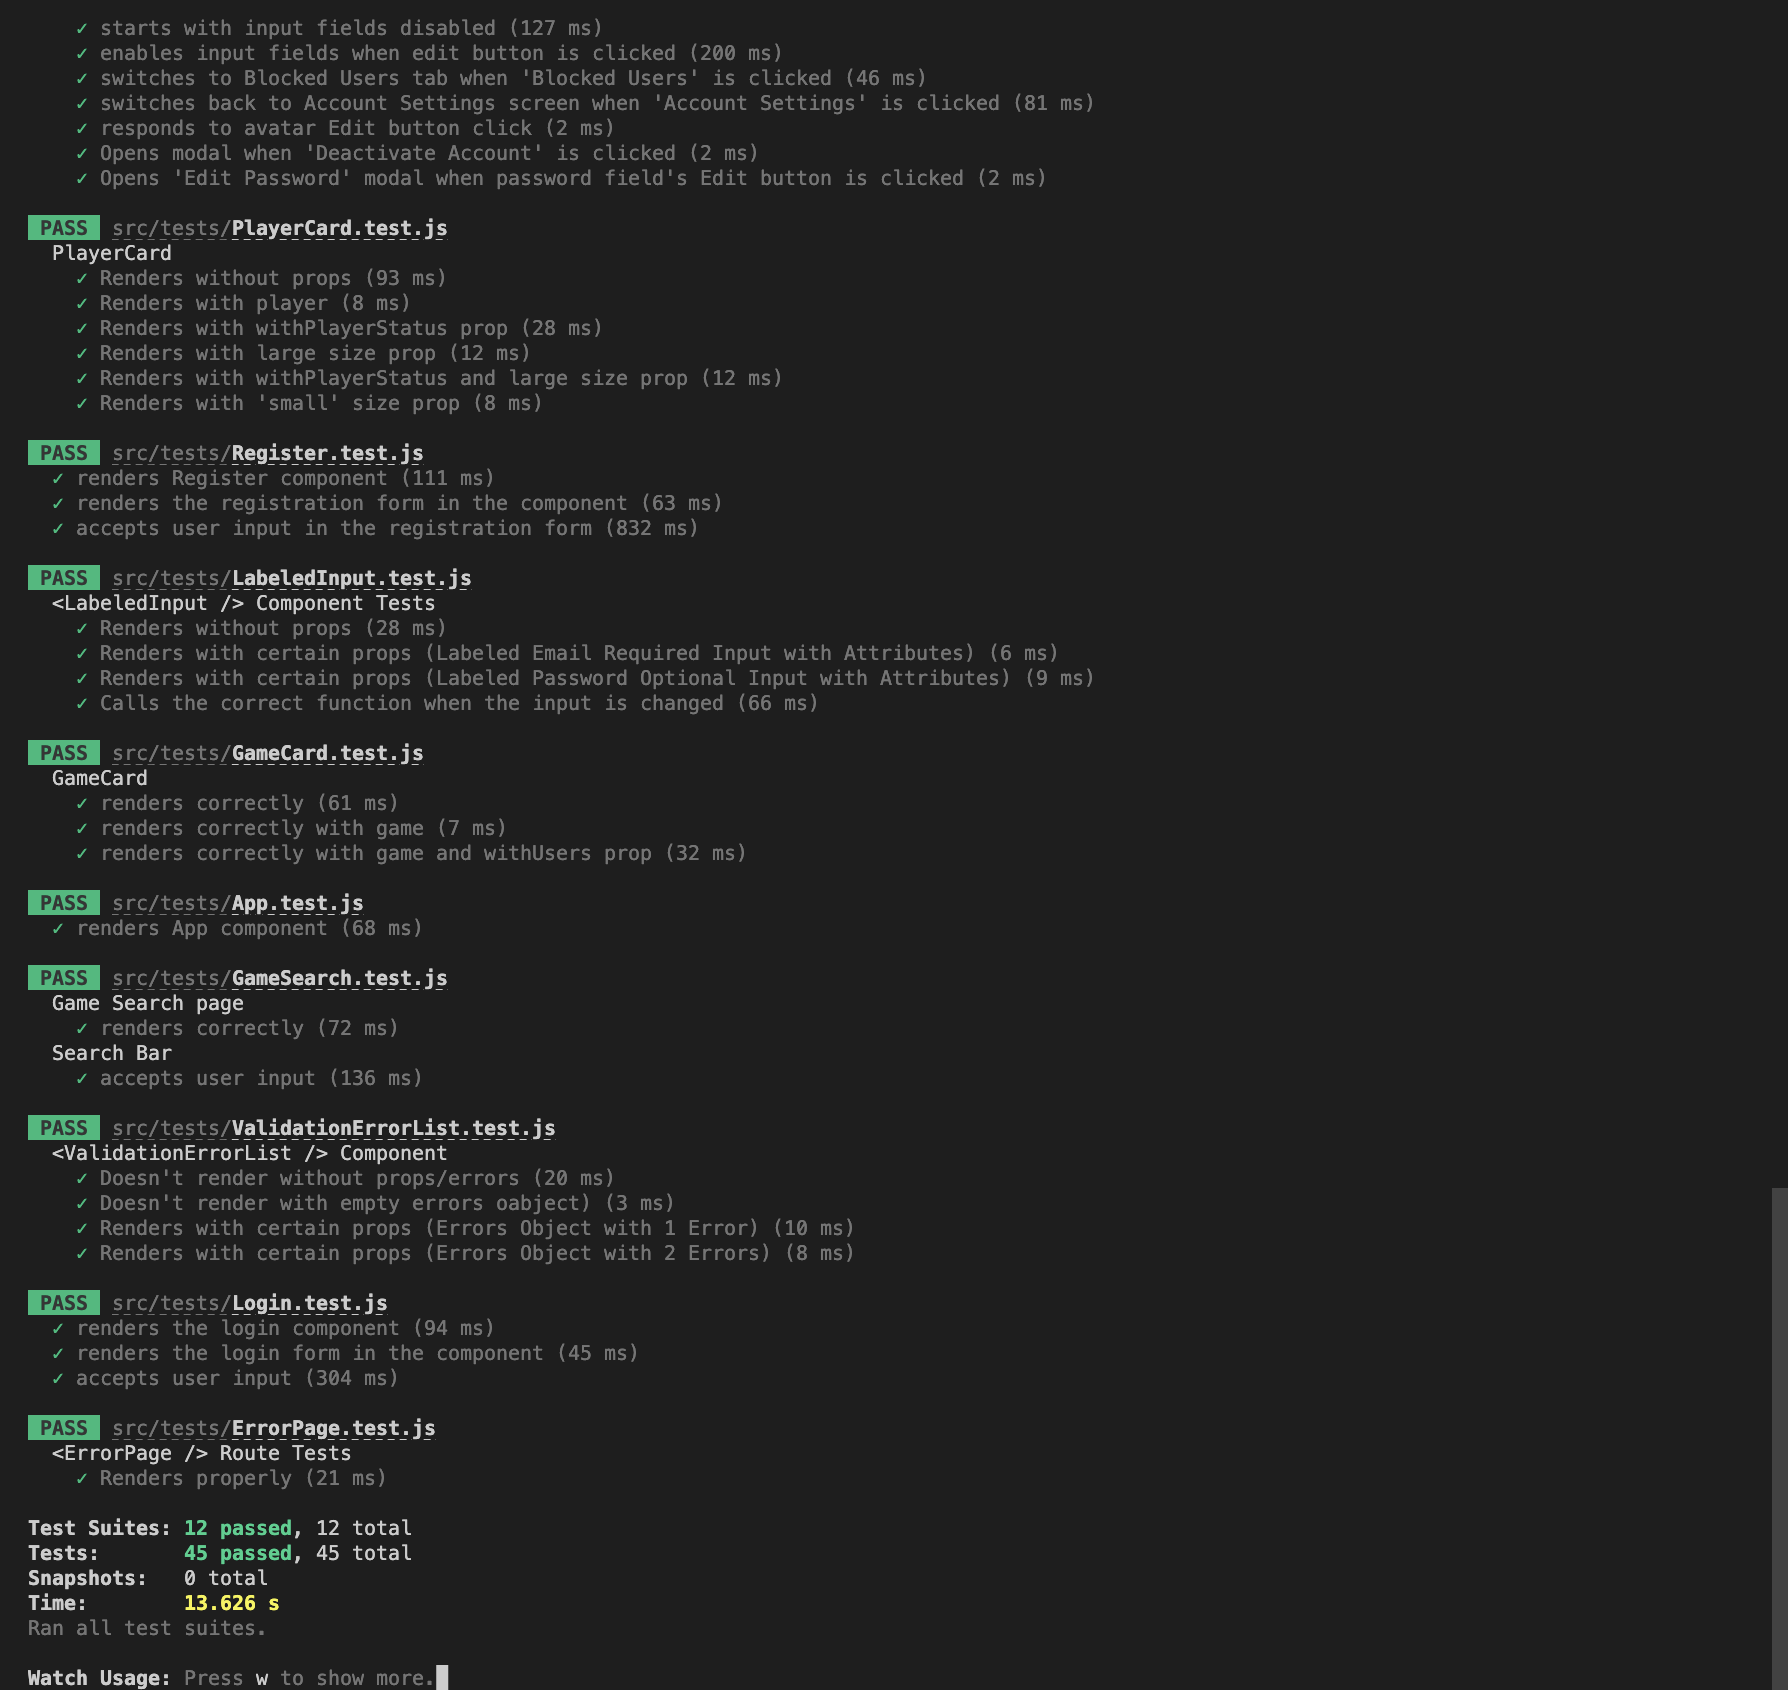 ✓ starts with input fields disabled (127 ms)
✓ enables input fields when edit button is clicked (200 ms)
✓ switches to Blocked Users tab when 'Blocked Users' is clicked (46 ms)
✓ switches back to Account Settings screen when 'Account Settings' is clicked (81 ms)
✓ responds to avatar Edit button click (2 ms)
✓ Opens modal when 'Deactivate Account' is clicked (2 ms)
✓ Opens 'Edit Password' modal when password field's Edit button is clicked (2 ms)
PASS src/tests/PlayerCard.test.js
PlayerCard
✓ Renders without props (93 ms)
✓ Renders with player (8 ms)
✓ Renders with withPlayerStatus prop (28 ms)
✓ Renders with large size prop (12 ms)
✓ Renders with withPlayerStatus and large size prop (12 ms)
✓ Renders with 'small' size prop (8 ms)
PASS src/tests/Register.test.js
✓ renders Register component (111 ms)
✓ renders the registration form in the component (63 ms)
✓ accepts user input in the registration form (832 ms)
PASS src/tests/LabeledInput.test.js
<LabeledInput /> Component Tests
✓ Renders without props (28 ms)
✓ Renders with certain props (Labeled Email Required Input with Attributes) (6 ms)
✓ Renders with certain props (Labeled Password Optional Input with Attributes) (9 ms)
✓ Calls the correct function when the input is changed (66 ms)
PASS src/tests/GameCard.test.js
GameCard
✓ renders correctly (61 ms)
✓ renders correctly with game (7 ms)
✓ renders correctly with game and withUsers prop (32 ms)
PASS src/tests/App.test.js
✓ renders App component (68 ms)
PASS src/tests/GameSearch.test.js
Game Search page
✓ renders correctly (72 ms)
Search Bar
✓ accepts user input (136 ms)
PASS src/tests/ValidationErrorList.test.js
<ValidationErrorList /> Component
✓ Doesn't render without props/errors (20 ms)
✓ Doesn't render with empty errors oabject) (3 ms)
✓ Renders with certain props (Errors Object with 1 Error) (10 ms)
✓ Renders with certain props (Errors Object with 2 Errors) (8 ms)
PASS src/tests/Login.test.js
✓ renders the login component (94 ms)
✓ renders the login form in the component (45 ms)
✓ accepts user input (304 ms)
PASS src/tests/ErrorPage.test.js
<ErrorPage /> Route Tests
✓ Renders properly (21 ms)
Test Suites: 12 passed, 12 total
Tests: 45 passed, 45 total
Snapshots: 0 total
Time: 13.626 s
Ran all test suites.
Watch Usage: Press w to show more.